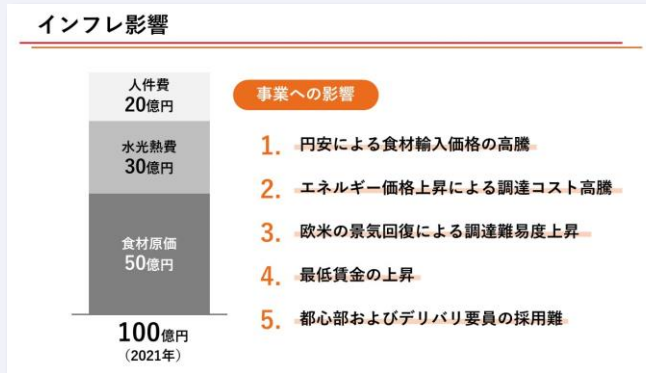 インフレ影響
人件費
20億円
水光熱費
30億円
食材原価
50億円
100億円
（2021年）
事業への影響
1. 円安による食材輸入価格の高騰
2. エネルギー価格上昇による調達コスト高騰
3. 欧米の景気回復による調達難易度上昇
4. 最低賃金の上昇
5. 都心部およびデリバリ要員の採用難